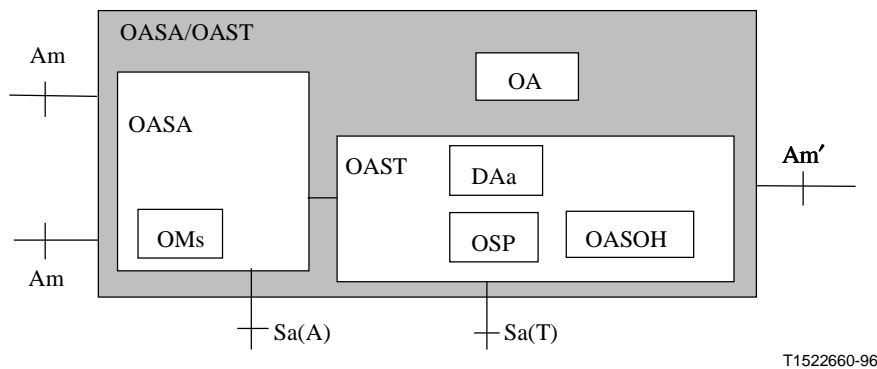 OASA/OAST
Am
OA
OASA
OAST
DAa
Am′
OMs
OSP
OASOH
Am
Sa(A)
Sa(T)
T1522660-96